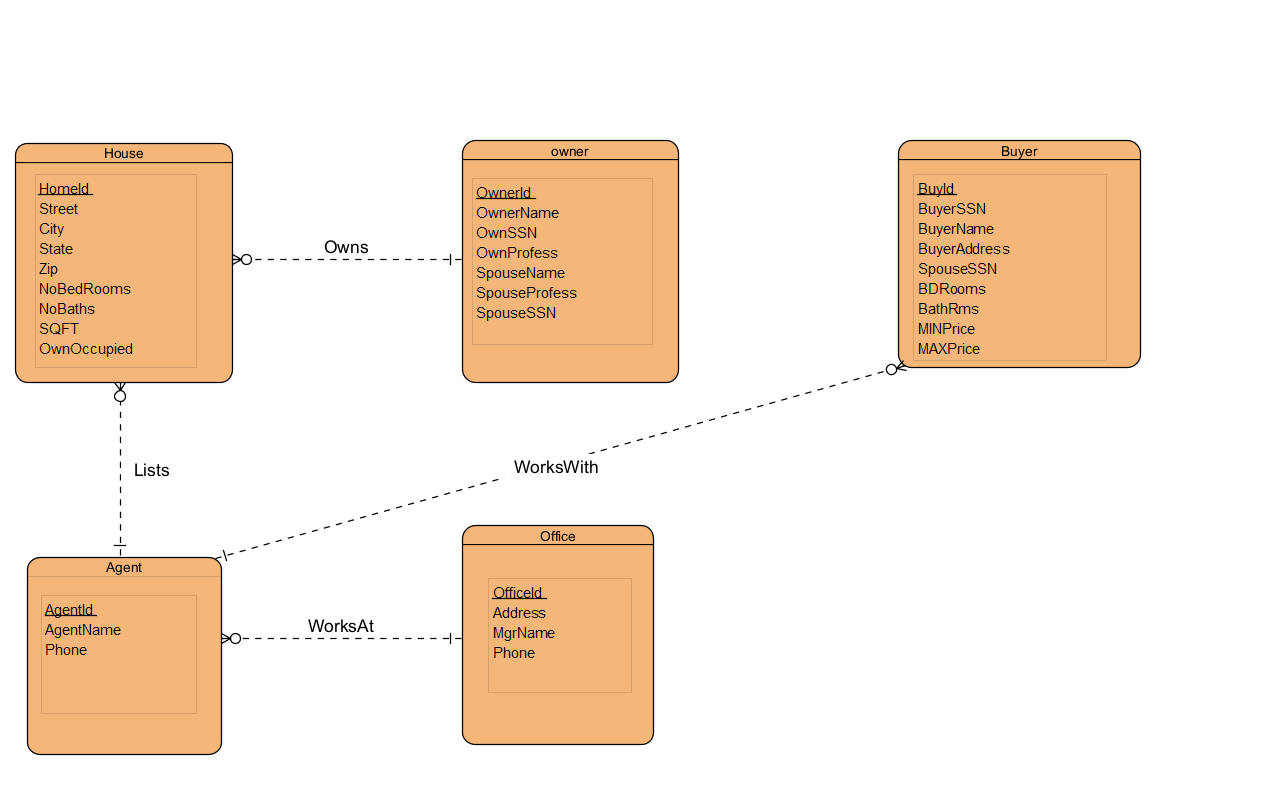 House
HomeId
Street
City
State
Zip
NoBedRooms
NoBaths
SQFT
OwnOccupied
Owns
owner
OwnerId
OwnerName
OwnSSN
OwnProfess
SpouseName
SpouseProfess
SpouseSSN
Buyer
BuyId
BuyerSSN
BuyerName
BuyerAddress
SpouseSSN
BDRooms
BathRms
MINPrice
MAXPrice
Lists
WorksWith
Agent
AgentId
AgentName
Phone
WorksAt
Office
OfficeId
Address
MgrName
Phone